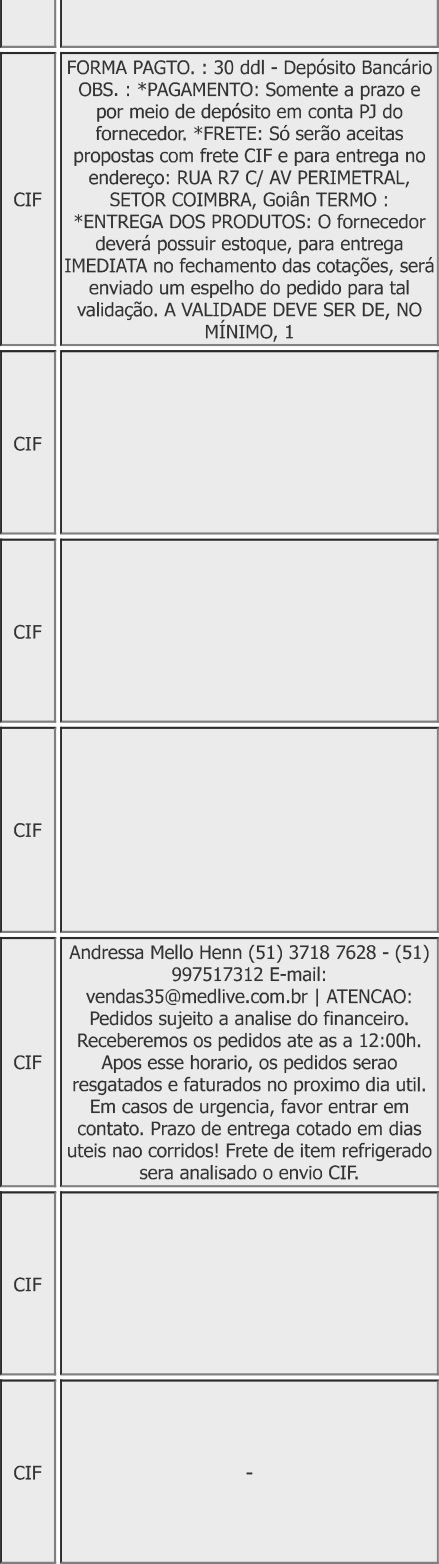 FORMA PAGTO. : 30 ddl - Depósito Bancário
OBS. : *PAGAMENTO: Somente a prazo e
por meio de depósito em conta PJ do
fornecedor. *FRETE: Só serão aceitas
propostas com frete CIF e para entrega no
endereço: RUA R7 C/ AV PERIMETRAL,
CIF
SETOR COIMBRA, Goiân TERMO :
*ENTREGA DOS PRODUTOS: O fornecedor
deverá possuir estoque, para entrega
IMEDIATA no fechamento das cotações, será
enviado um espelho do pedido para tal
validação. A VALIDADE DEVE SER DE, NO
MÍNIMO, 1
CIF
CIF
CIF
Andressa Mello Henn (51) 3718 7628 - (51)
997517312 E-mail:
vendas35@medlive.com.br | ATENCAO:
Pedidos sujeito a analise do financeiro.
Receberemos os pedidos ate as a 12:00h.
CIF
Apos esse horario, os pedidos serao
resgatados e faturados no proximo dia util.
Em casos de urgencia, favor entrar em
contato. Prazo de entrega cotado em dias
uteis nao corridos! Frete de item refrigerado
sera analisado o envio CIF.
CIF
CIF
-